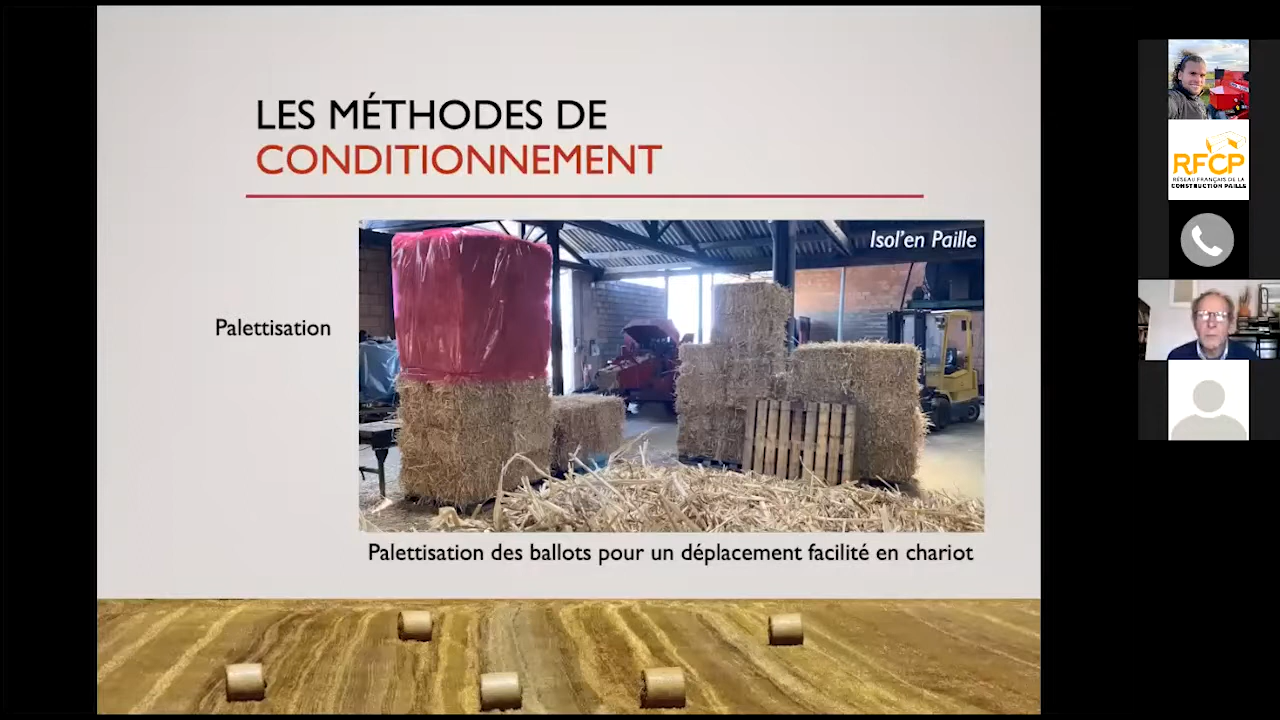 LES MÉTHODES DE
CONDITIONNEMENT
Isol'en Paille
Palettisation
Palettisation des ballots pour un déplacement facilité en chariot
RFCP
RÉSEAU FRANÇAIS DE LA
CONSTRUCTION PAILLE